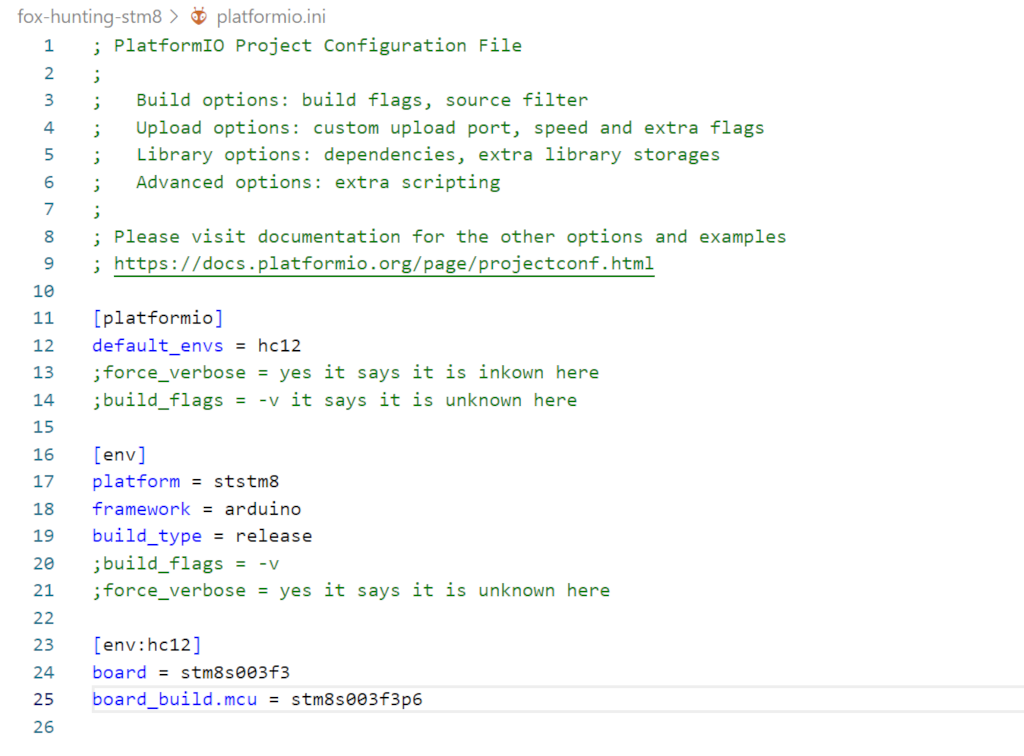 fox-hunting-stm8 > platformio.ini
1 ; PlatformIO Project Configuration File
2 ;
3 ;   Build options: build flags, source filter
4 ;   Upload options: custom upload port, speed and extra flags
5 ;   Library options: dependencies, extra library storages
6 ;   Advanced options: extra scripting
7 ;
8 ; Please visit documentation for the other options and examples
9 ; https://docs.platformio.org/page/projectconf.html
10
11 [platformio]
12 default_envs = hc12
13 ;force_verbose = yes it says it is inkown here
14 ;build_flags = -v it says it is unknown here
15
16 [env]
17 platform = ststm8
18 framework = arduino
19 build_type = release
20 ;build_flags = -v
21 ;force_verbose = yes it says it is unknown here
22
23 [env:hc12]
24 board = stm8s003f3
25 board_build.mcu = stm8s003f3p6
26